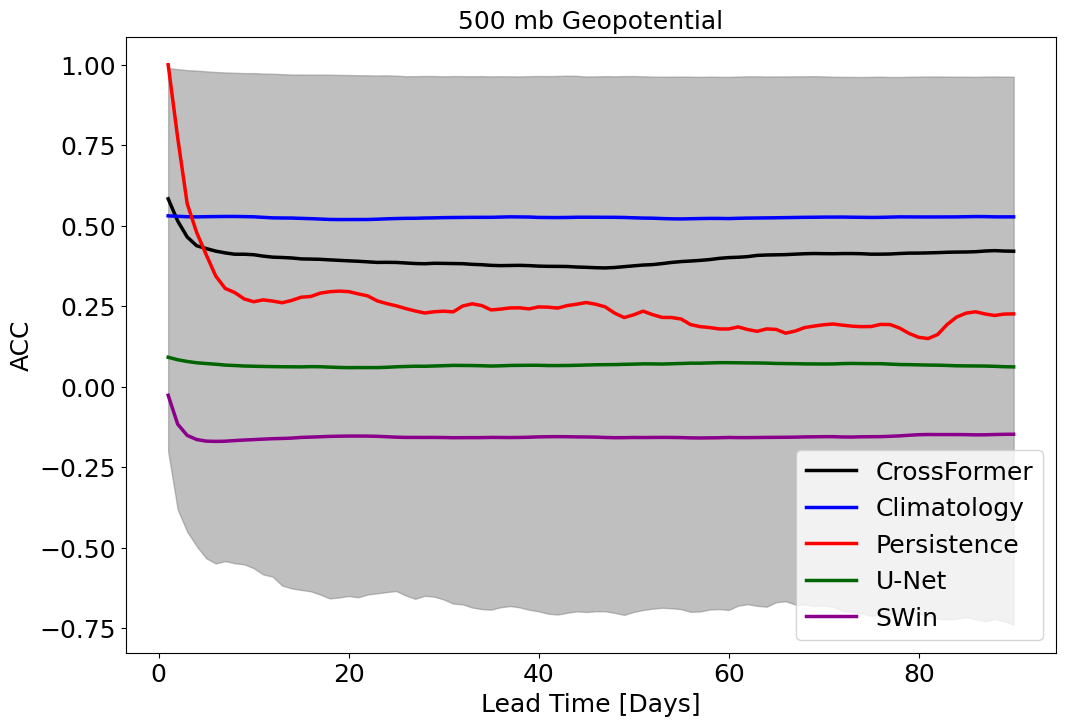 500 mb Geopotential
ACC
1.00
0.75
0.50
0.25
0.00
−0.25
−0.50
−0.75
0 20 40 60 80
Lead Time [Days]
CrossFormer
Climatology
Persistence
U-Net
SWin